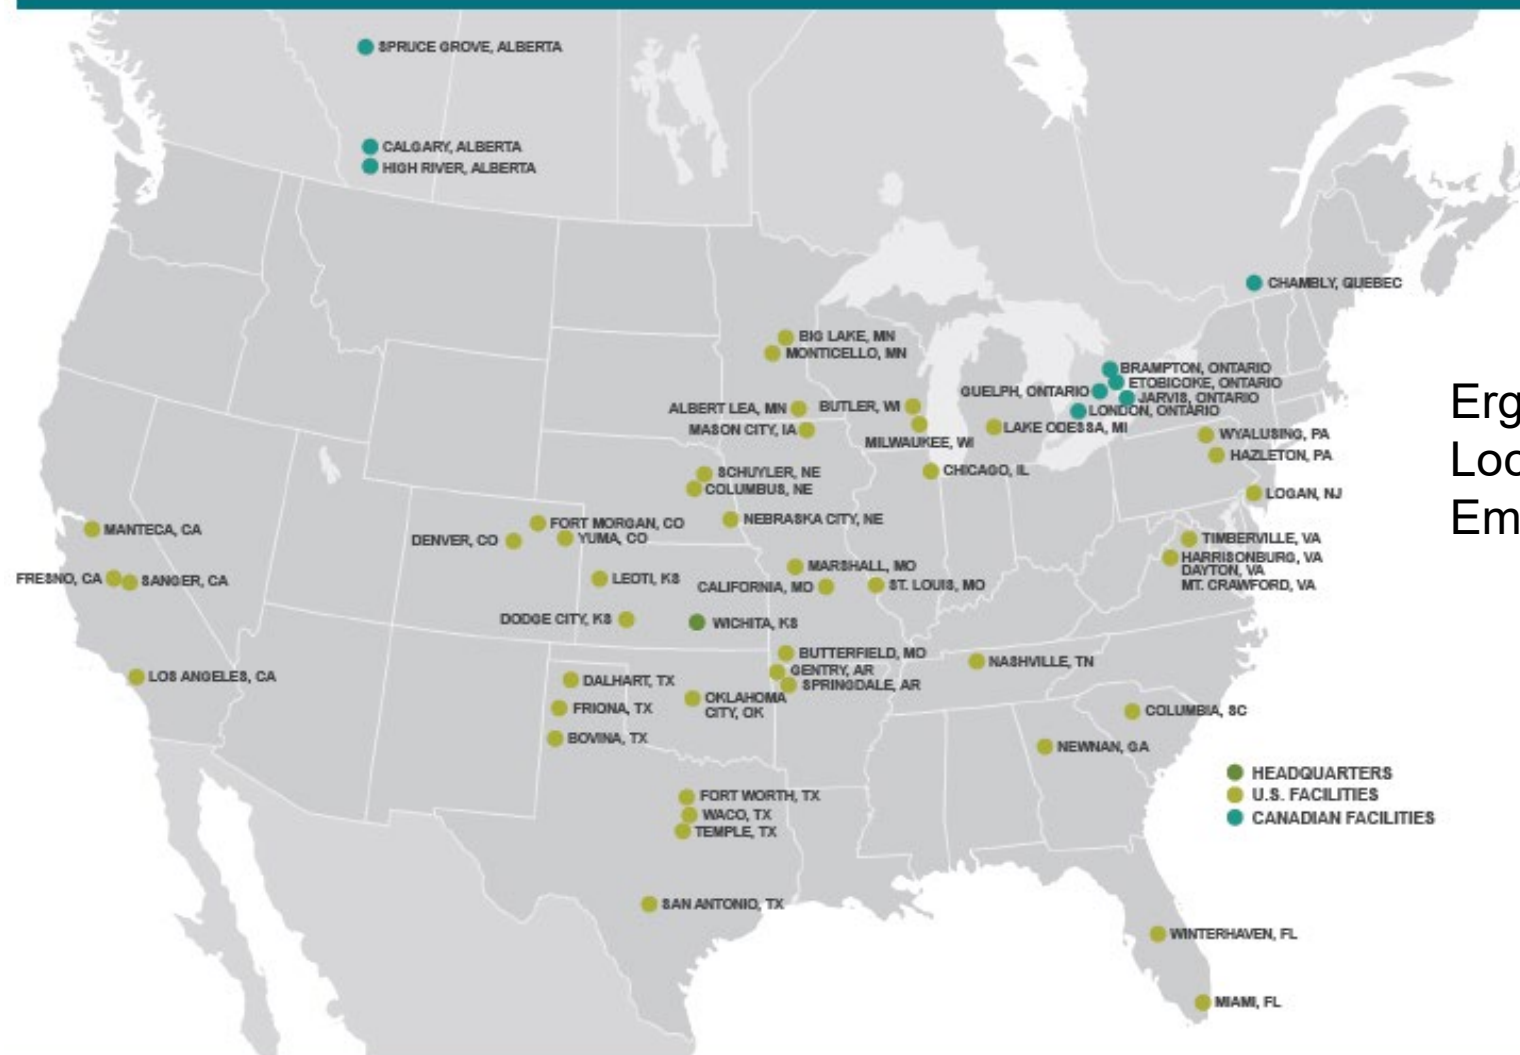 SPRUCE GROVE, ALBERTA
CALGARY, ALBERTA
HIGH RIVER, ALBERTA
CHAMBLY, QUEBEC
BIG LAKE, MN
MONTICELLO, MN
BRAMPTON, ONTARIO
ETOBICOKE, ONTARIO
GUELPH, ONTARIO
JARVIS, ONTARIO
LONDON, ONTARIO
ALBERT LEA, MN
BUTLER, WI
MASON CITY, IA
MILWAUKEE, WI
LAKE ODESSA, MI
WYALUSING, PA
HAZLETON, PA
SCHUYLER, NE
COLUMBUS, NE
CHICAGO, IL
LOGAN, NJ
NEBRASKA CITY, NE
MANTECA, CA
FORT MORGAN, CO
DENVER, CO
YUMA, CO
TIMBERVILLE, VA
HARRISONBURG, VA
DAYTON, VA
MT. CRAWFORD, VA
FRESNO, CA
SANGER, CA
LEOTI, KS
MARSHALL, MO
CALIFORNIA, MO
ST. LOUIS, MO
DODGE CITY, KS
WICHITA, KS
BUTTERFIELD, MO
GENTRY, AR
SPRINGDALE, AR
NASHVILLE, TN
LOS ANGELES, CA
DALHART, TX
FRIONA, TX
BOVINA, TX
OKLAHOMA
CITY, OK
COLUMBIA, SC
NEWNAN, GA
FORT WORTH, TX
WACO, TX
TEMPLE, TX
SAN ANTONIO, TX
WINTERHAVEN, FL
MIAMI, FL
HEADQUARTERS
U.S. FACILITIES
CANADIAN FACILITIES
Erg
Loc
Em